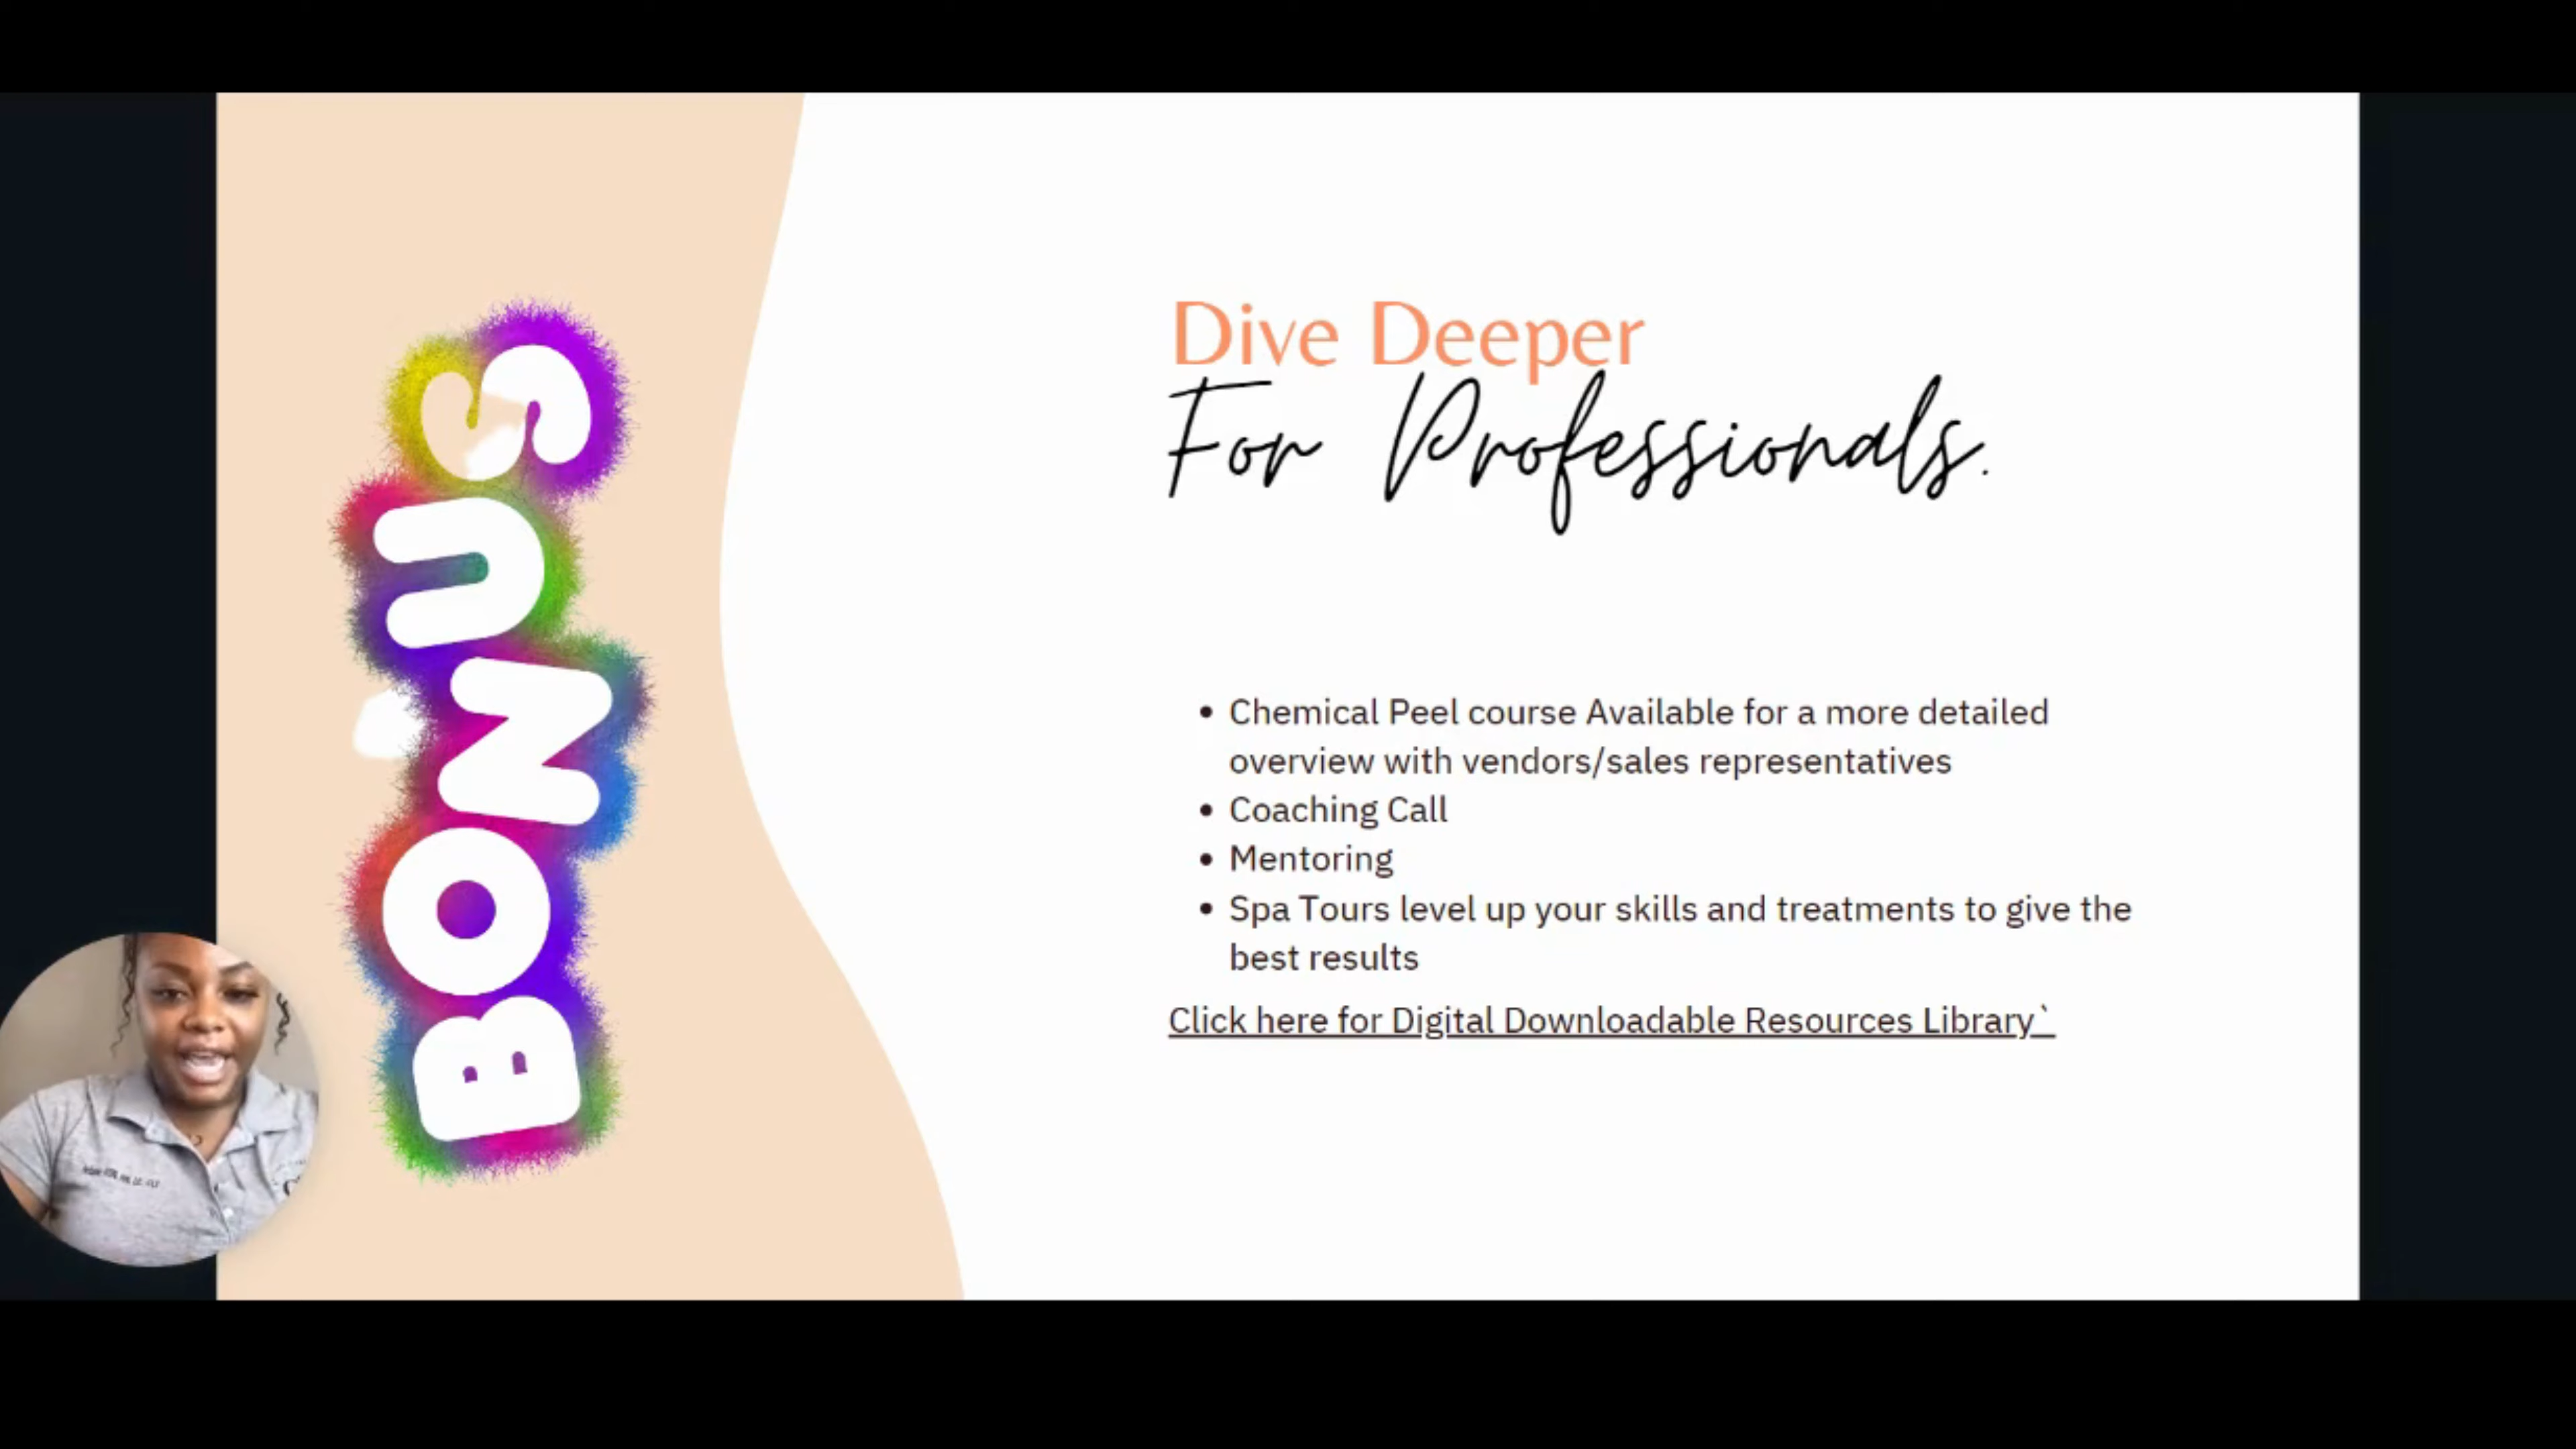 BONUS
Dive Deeper
For Professionals.
• Chemical Peel course Available for a more detailed
overview with vendors/sales representatives
• Coaching Call
• Mentoring
• Spa Tours level up your skills and treatments to give the
best results
Click here for Digital Downloadable Resources Library`